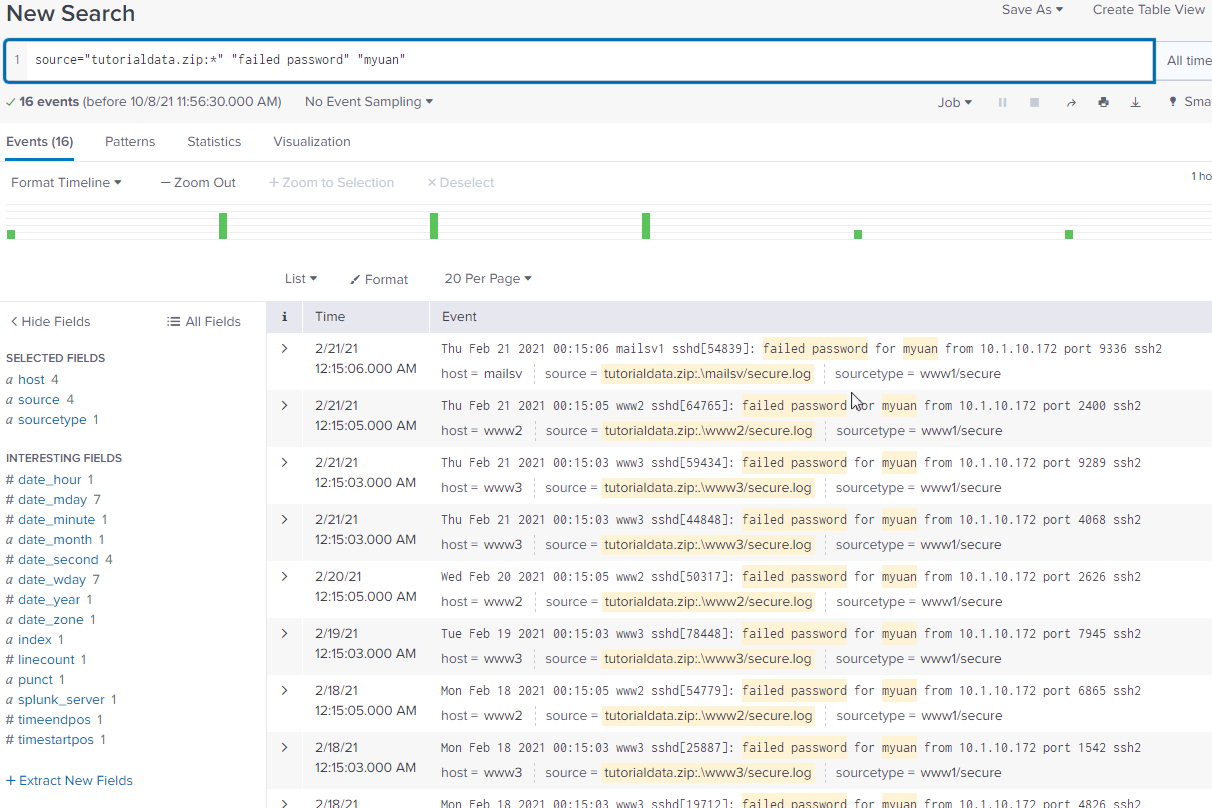 New Search
Save As ▾ Create Table View
1 source="tutorialdata.zip:*" "failed password" "myuan"
All time
✓ 16 events (before 10/8/21 11:56:30.000 AM) No Event Sampling ▾
Job ▾ Sma
Events (16) Patterns Statistics Visualization
Format Timeline ▾ — Zoom Out + Zoom to Selection × Deselect
1 ho
List ▾ Format 20 Per Page ▾
< Hide Fields All Fields
SELECTED FIELDS
a host 4
a source 4
a sourcetype 1
INTERESTING FIELDS
# date_hour 1
# date_mday 7
# date_minute 1
a date_month 1
# date_second 4
a date_wday 7
# date_year 1
a date_zone 1
a index 1
# linecount 1
a punct 1
a splunk_server 1
# timeendpos 1
# timestartpos 1
+ Extract New Fields
i Time Event
2/21/21 Thu Feb 21 2021 00:15:06 mailsv1 sshd[54839]: failed password for myuan from 10.1.10.172 port 9336 ssh2
12:15:06.000 AM host = mailsv source = tutorialdata.zip:.\mailsv/secure.log sourcetype = www1/secure
2/21/21 Thu Feb 21 2021 00:15:05 www2 sshd[64765]: failed password for myuan from 10.1.10.172 port 2400 ssh2
12:15:05.000 AM host = www2 source = tutorialdata.zip:.\www2/secure.log sourcetype = www1/secure
2/21/21 Thu Feb 21 2021 00:15:03 www3 sshd[59434]: failed password for myuan from 10.1.10.172 port 9289 ssh2
12:15:03.000 AM host = www3 source = tutorialdata.zip:.\www3/secure.log sourcetype = www1/secure
2/21/21 Thu Feb 21 2021 00:15:03 www3 sshd[44848]: failed password for myuan from 10.1.10.172 port 4068 ssh2
12:15:03.000 AM host = www3 source = tutorialdata.zip:.\www3/secure.log sourcetype = www1/secure
2/20/21 Wed Feb 20 2021 00:15:05 www2 sshd[50317]: failed password for myuan from 10.1.10.172 port 2626 ssh2
12:15:05.000 AM host = www2 source = tutorialdata.zip:.\www2/secure.log sourcetype = www1/secure
2/19/21 Tue Feb 19 2021 00:15:03 www3 sshd[78448]: failed password for myuan from 10.1.10.172 port 7945 ssh2
12:15:03.000 AM host = www3 source = tutorialdata.zip:.\www3/secure.log sourcetype = www1/secure
2/18/21 Mon Feb 18 2021 00:15:05 www2 sshd[54779]: failed password for myuan from 10.1.10.172 port 6865 ssh2
12:15:05.000 AM host = www2 source = tutorialdata.zip:.\www2/secure.log sourcetype = www1/secure
2/18/21 Mon Feb 18 2021 00:15:03 www3 sshd[25887]: failed password for myuan from 10.1.10.172 port 1542 ssh2
12:15:03.000 AM host = www3 source = tutorialdata.zip:.\www3/secure.log sourcetype = www1/secure
2/18/21 Mon Feb 18 2021 00:15:03 www3 sshd[19712]: failed password for myuan from 10.1.10.172 port 4826 ssh2